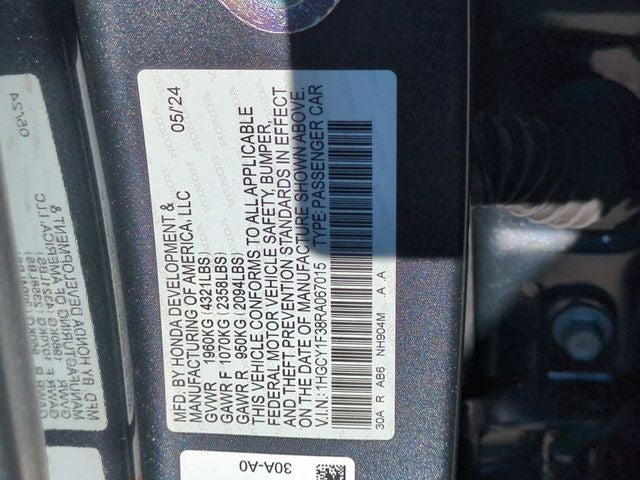 MFD. BY HONDA DEVELOPMENT & 05/'24
MANUFACTURING OF AMERICA, LLC
GVWR 1960KG (4321LBS)
GAWR F 1070KG (2358LBS)
GAWR R 950KG (2094LBS)
THIS VEHICLE CONFORMS TO ALL APPLICABLE
FEDERAL MOTOR VEHICLE SAFETY, BUMPER,
AND THEFT PREVENTION STANDARDS IN EFFECT
ON THE DATE OF MANUFACTURE SHOWN ABOVE.
V.I.N.: 1HGCY1F38RA067015 TYPE: PASSENGER CAR
30A R AB6 NH904M A A
30A-A0